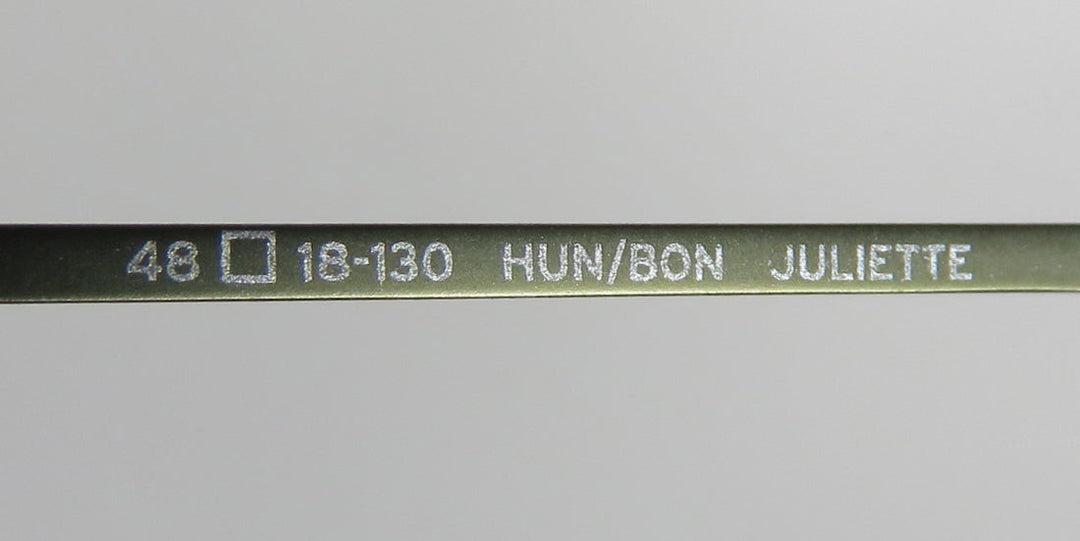 48 □ 18-130 HUN/BON JULIETTE